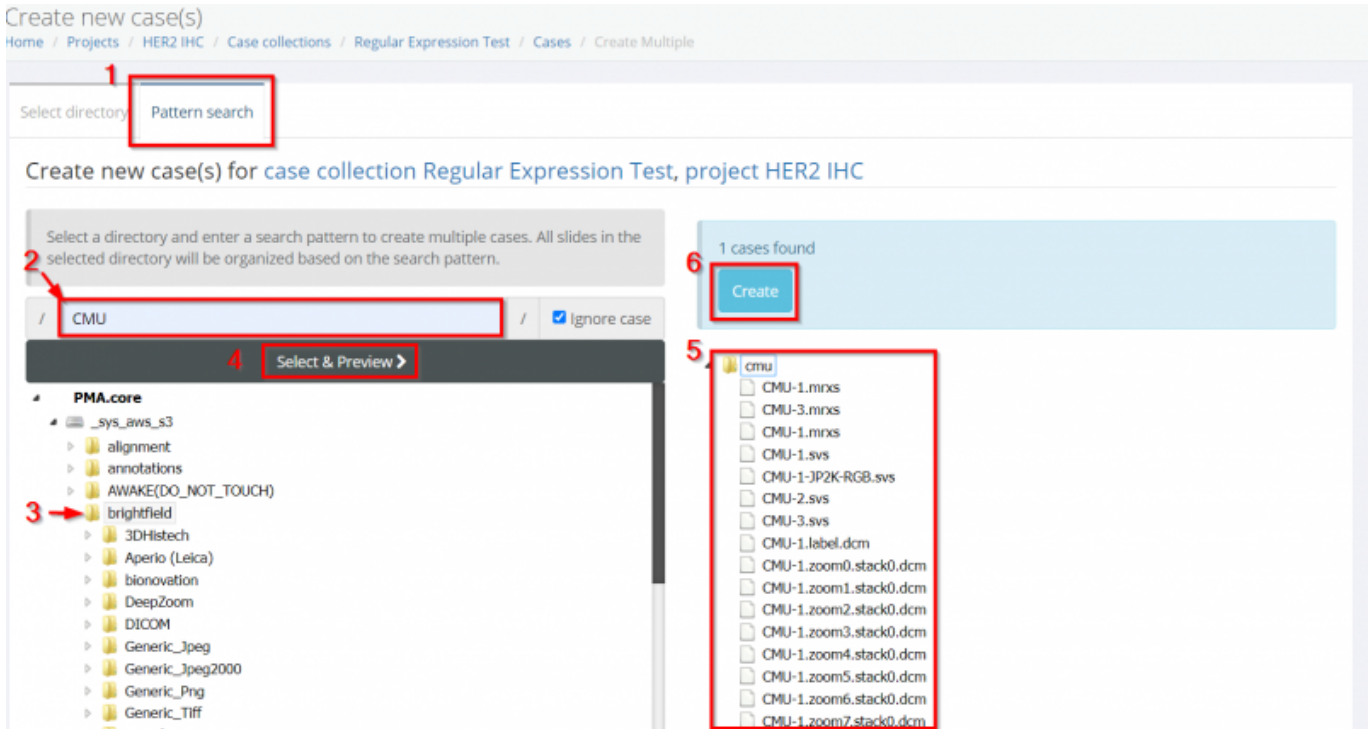 Create new case(s)
Home / Projects / HER2 IHC / Case collections / Regular Expression Test / Cases / Create Multiple
1
Select directory
Pattern search
Create new case(s) for case collection Regular Expression Test, project HER2 IHC
Select a directory and enter a search pattern to create multiple cases. All slides in the
selected directory will be organized based on the search pattern.
2
/ CMU / Ignore case
4 Select & Preview
PMA.core
_sys_aws_s3
alignment
annotations
AWAKE(DO_NOT_TOUCH)
3 brightfield
3DHistech
Aperio (Leica)
bionovation
DeepZoom
DICOM
Generic_Jpeg
Generic_Jpeg2000
Generic_Png
Generic_Tiff
1 cases found
6
Create
5
cmu
CMU-1.mrxs
CMU-3.mrxs
CMU-1.mrxs
CMU-1.svs
CMU-1-JP2K-RGB.svs
CMU-2.svs
CMU-3.svs
CMU-1.label.dcm
CMU-1.zoom0.stack0.dcm
CMU-1.zoom1.stack0.dcm
CMU-1.zoom2.stack0.dcm
CMU-1.zoom3.stack0.dcm
CMU-1.zoom4.stack0.dcm
CMU-1.zoom5.stack0.dcm
CMU-1.zoom6.stack0.dcm
CMU-1.zoom7.stack0.dcm